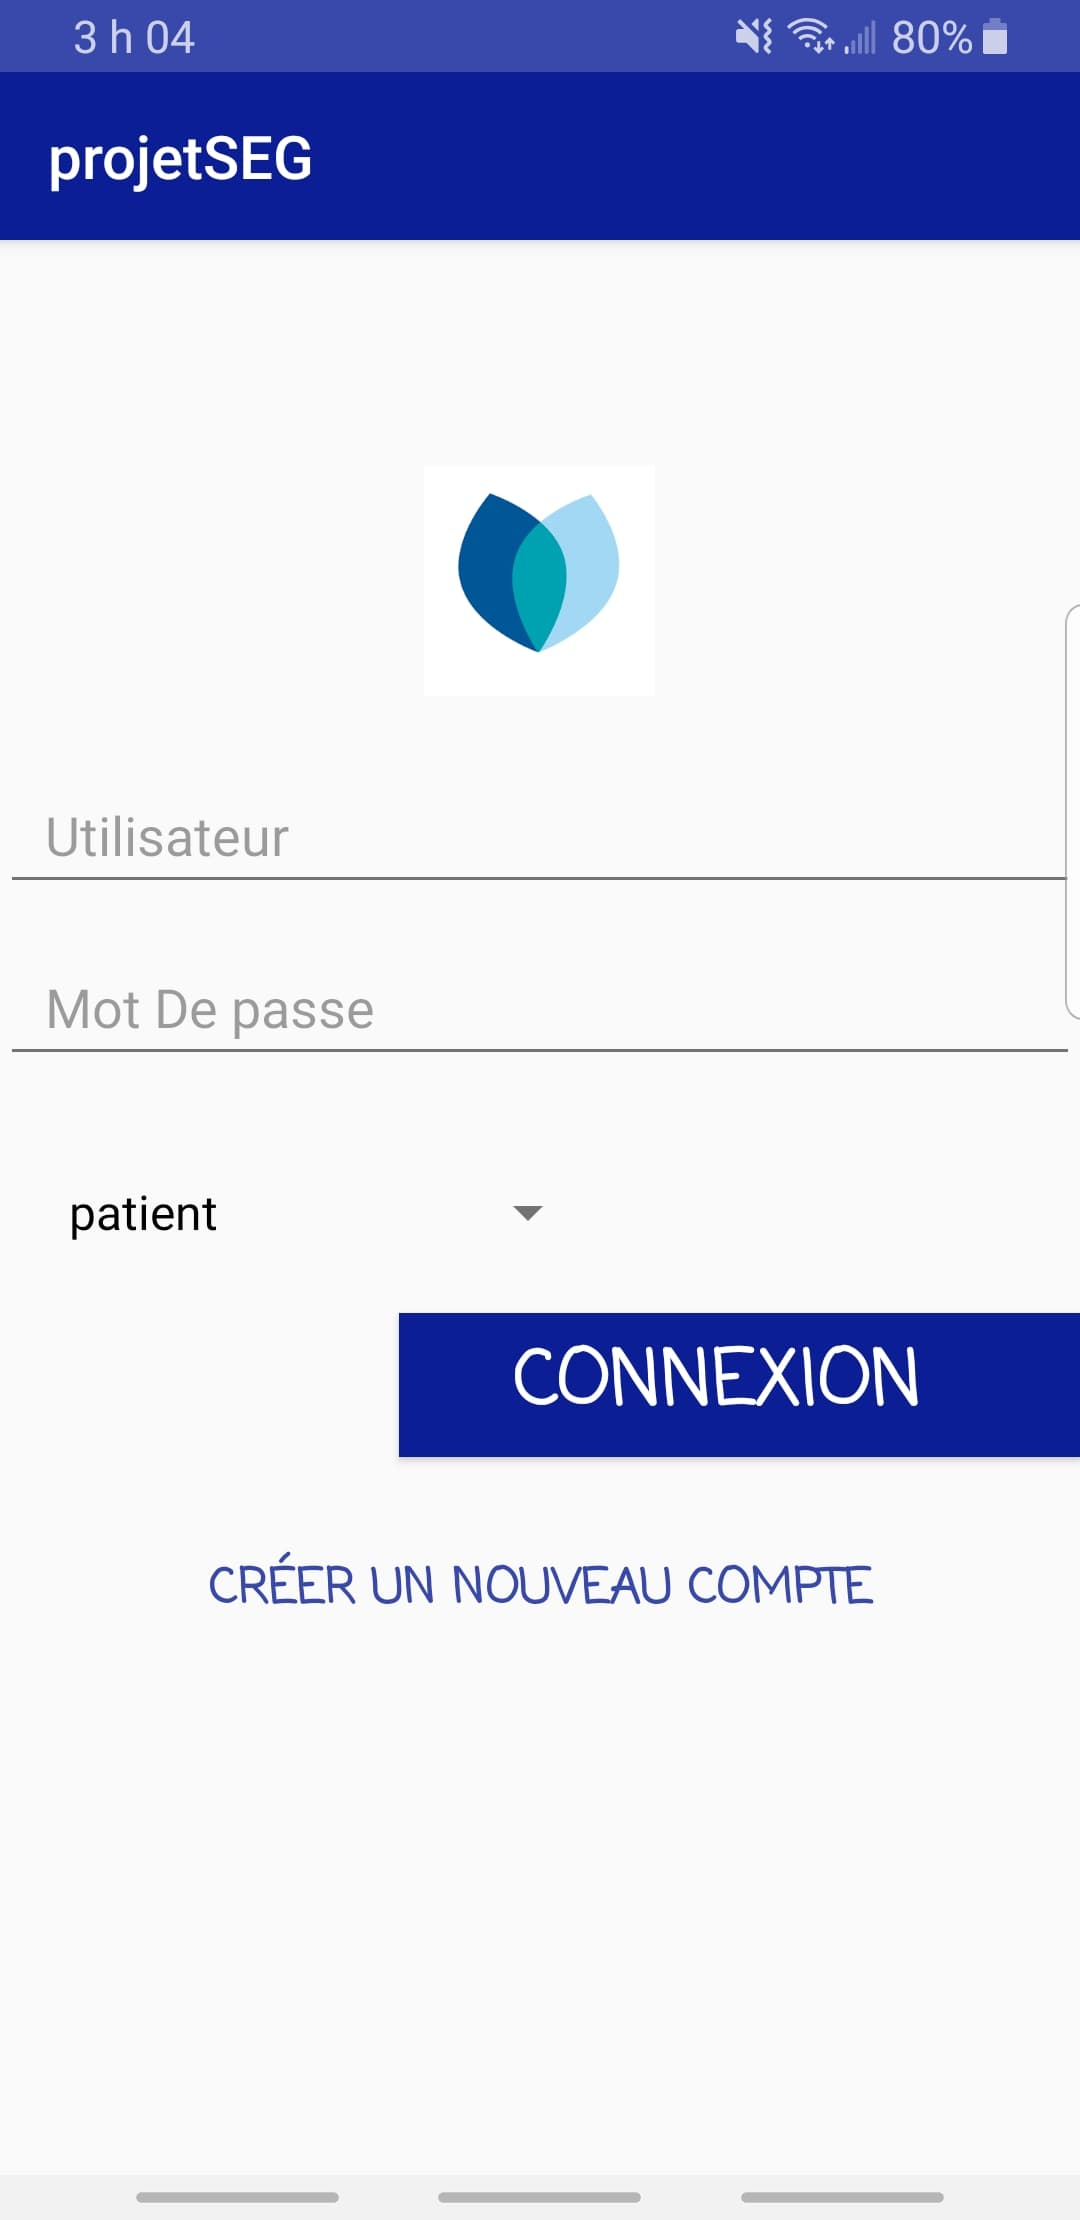 3 h 04
80%
projetSEG
Utilisateur
Mot De passe
patient
CONNEXION
CRÉER UN NOUVEAU COMPTE